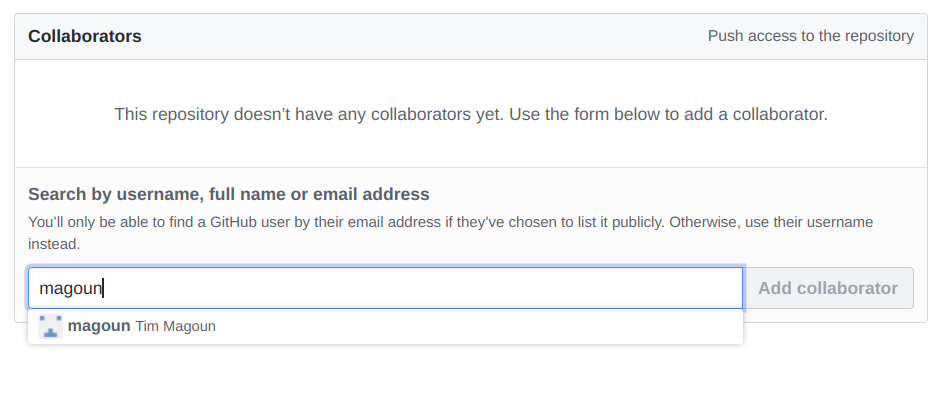 Collaborators
Push access to the repository
This repository doesn’t have any collaborators yet. Use the form below to add a collaborator.
Search by username, full name or email address
You’ll only be able to find a GitHub user by their email address if they’ve chosen to list it publicly. Otherwise, use their username
instead.
magoun
Add collaborator
magoun Tim Magoun